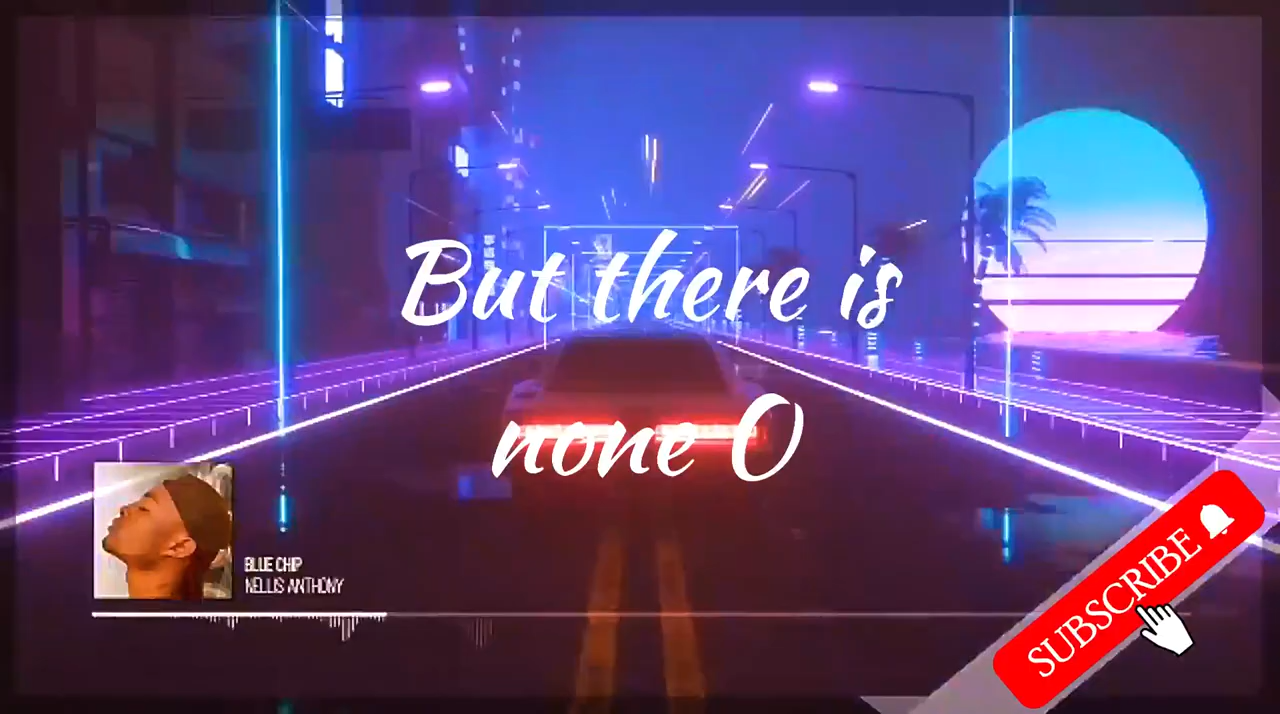 But there is
none O
BLUE CHIP
NELLIS ANTHONY
SUBSCRIBE